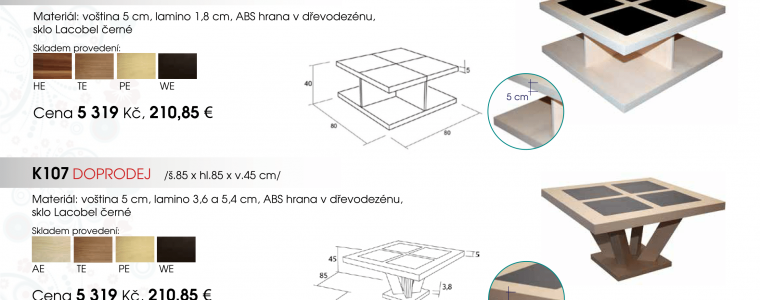 Materiál: voština 5 cm, lamino 1,8 cm, ABS hrana v dřevodezénu,
sklo Lacobel černé
Skladem provedení:
HE TE PE WE
Cena 5 319 Kč, 210,85 €
40
80
80
5
5 cm
K107 DOPRODEJ /š.85 x hl.85 x v.45 cm/
Materiál: voština 5 cm, lamino 3,6 a 5,4 cm, ABS hrana v dřevodezénu,
sklo Lacobel černé
Skladem provedení:
AE TE PE WE
Cena 5 319 Kč, 210,85 €
45
85
5
3,8